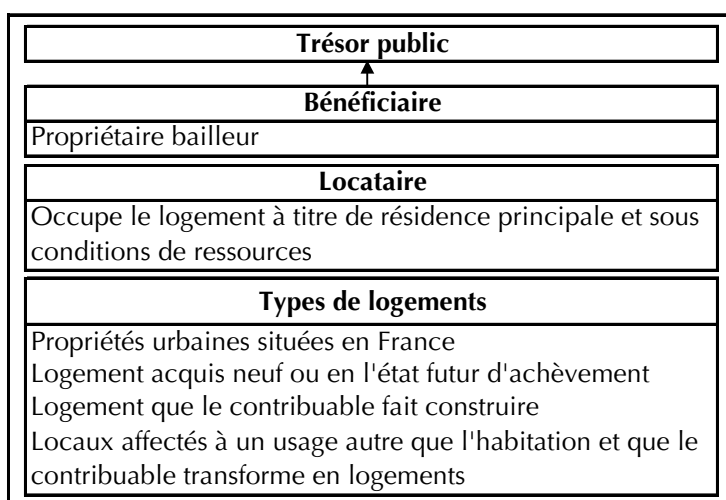 Trésor public
Bénéficiaire
Propriétaire bailleur
Locataire
Occupe le logement à titre de résidence principale et sous
conditions de ressources
Types de logements
Propriétés urbaines situées en France
Logement acquis neuf ou en l'état futur d'achèvement
Logement que le contribuable fait construire
Locaux affectés à un usage autre que l'habitation et que le
contribuable transforme en logements